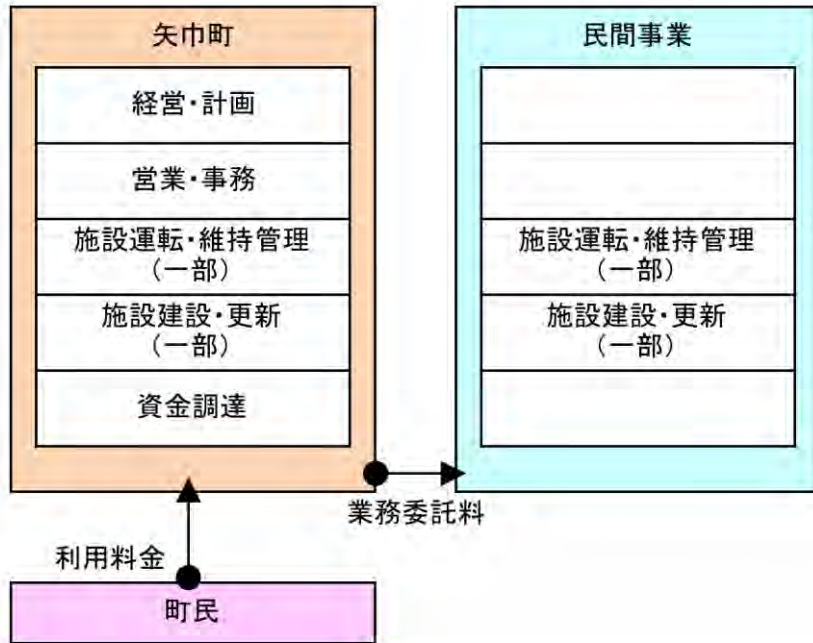 矢巾町
経営・計画
営業・事務
施設運転・維持管理
（一部）
施設建設・更新
（一部）
資金調達
民間事業
施設運転・維持管理
（一部）
施設建設・更新
（一部）
業務委託料
利用料金
町民